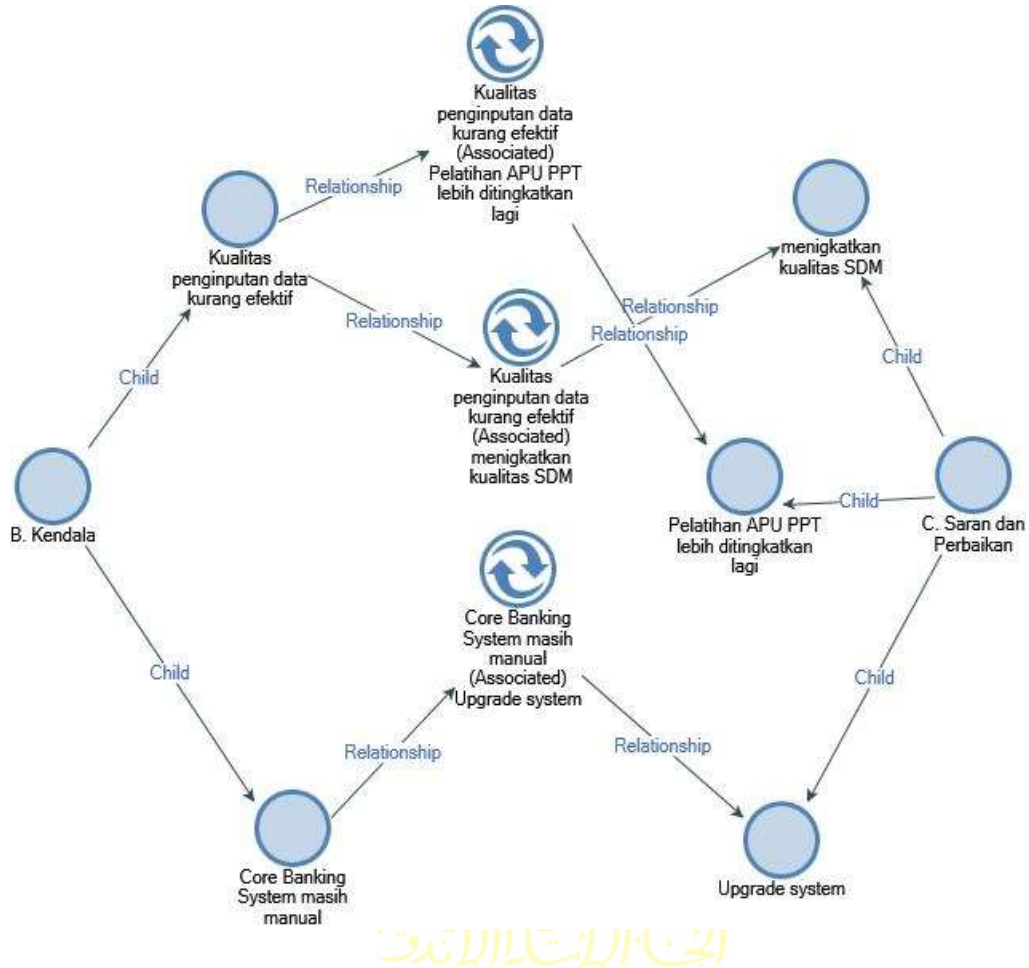 Kualitas
penginputan data
kurang efektif
(Associated)
Pelatihan APU PPT
lebih ditingkatkan
lagi
Relationship
menigkatkan
kualitas SDM
Kualitas
penginputan data
kurang efektif
Relationship
Relationship
Relationship
Child
Child
Kualitas
penginputan data
kurang efektif
(Associated)
menigkatkan
kualitas SDM
B. Kendala
Pelatihan APU PPT
lebih ditingkatkan
lagi
Child
C. Saran dan
Perbaikan
Core Banking
System masih
manual
(Associated)
Upgrade system
Child
Child
Relationship
Relationship
Core Banking
System masih
manual
Upgrade system